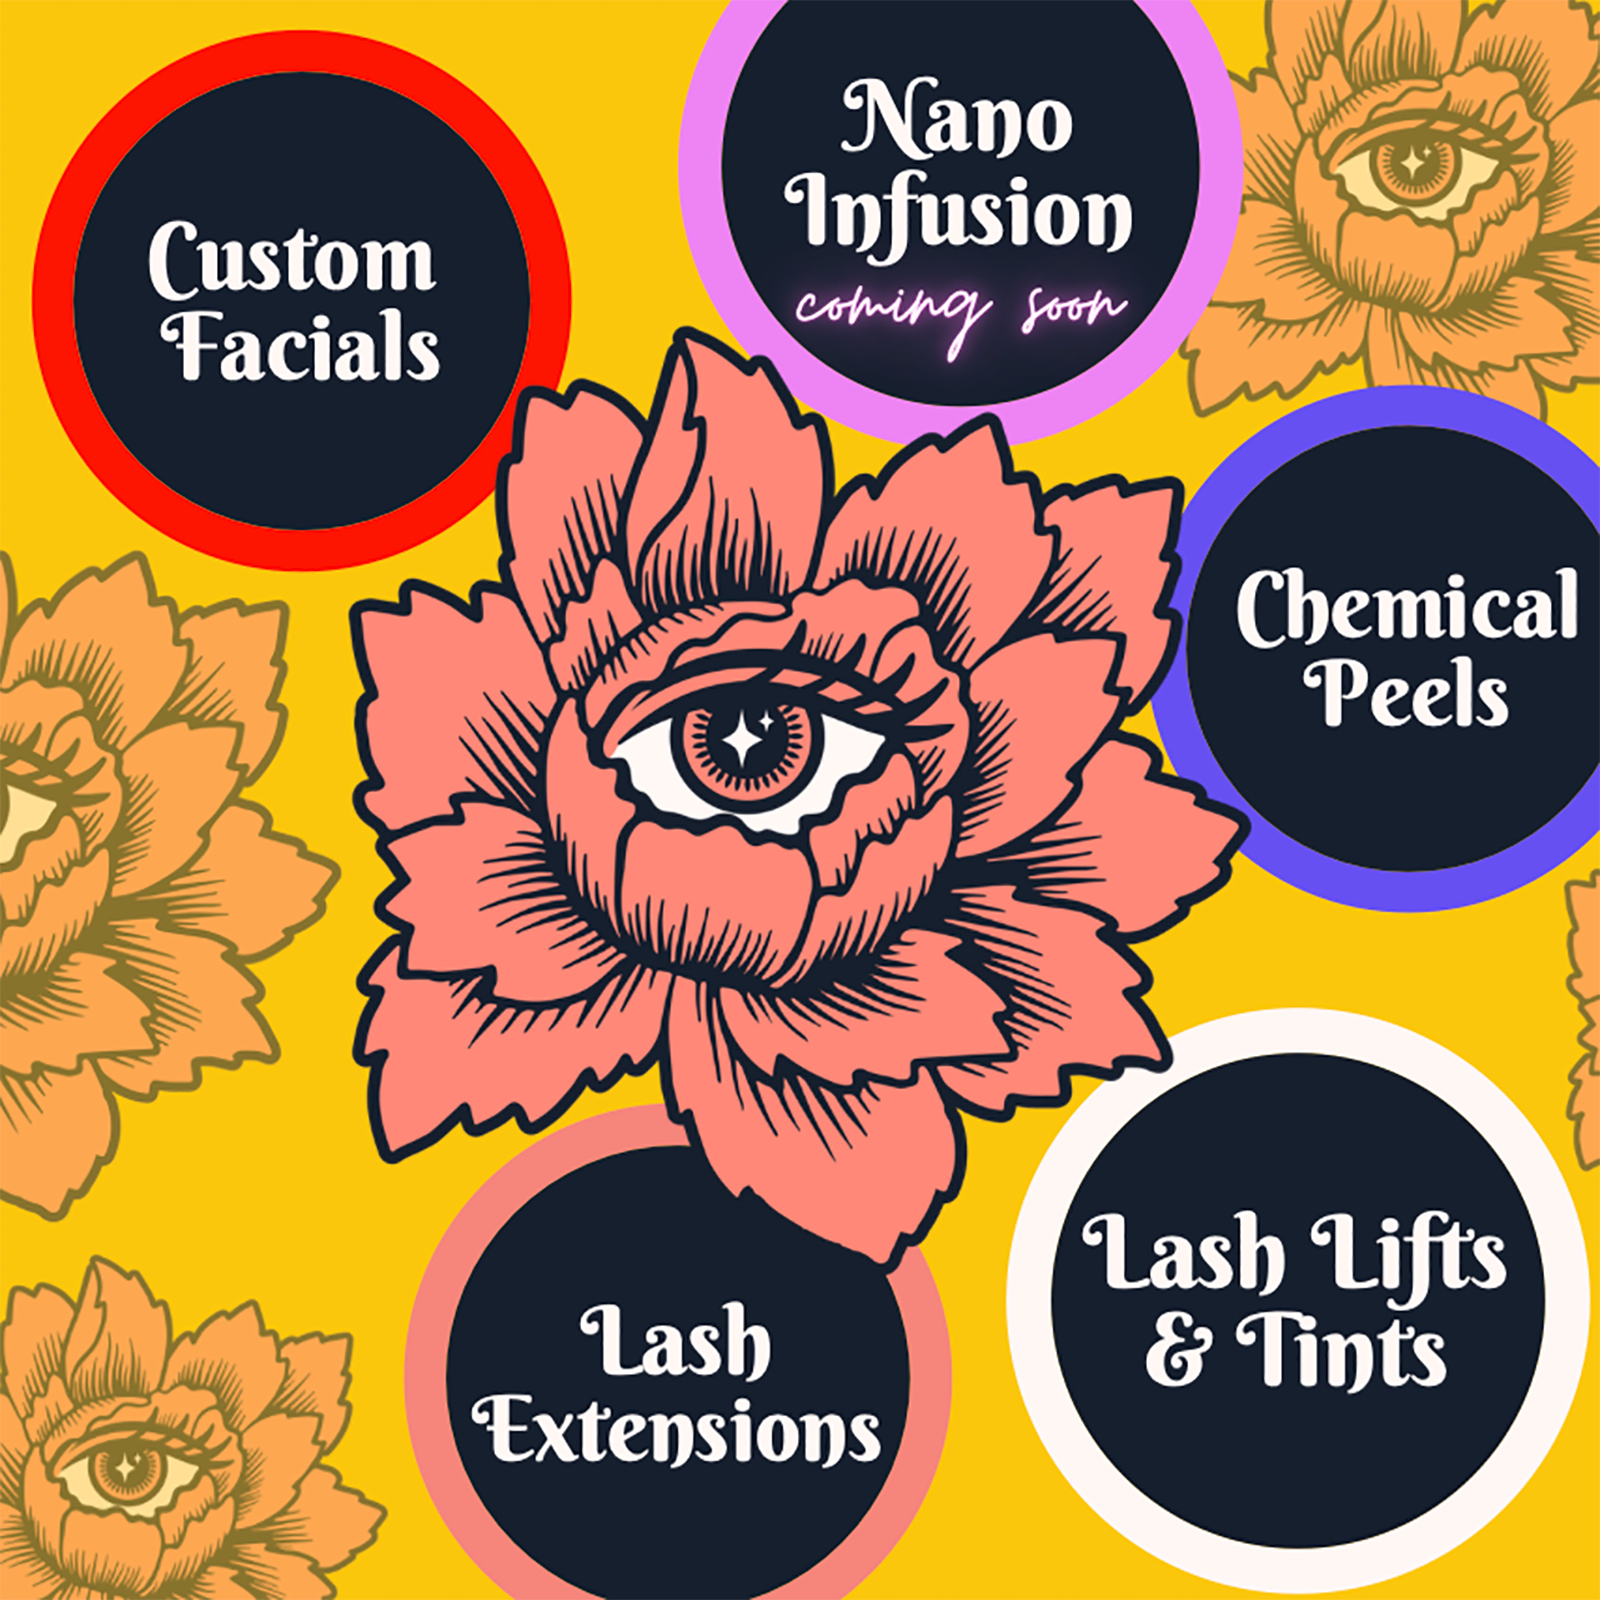 Custom
Facials
Nano
Infusion
coming soon
Chemical
Peels
Lash
Extensions
Lash Lifts
& Tints